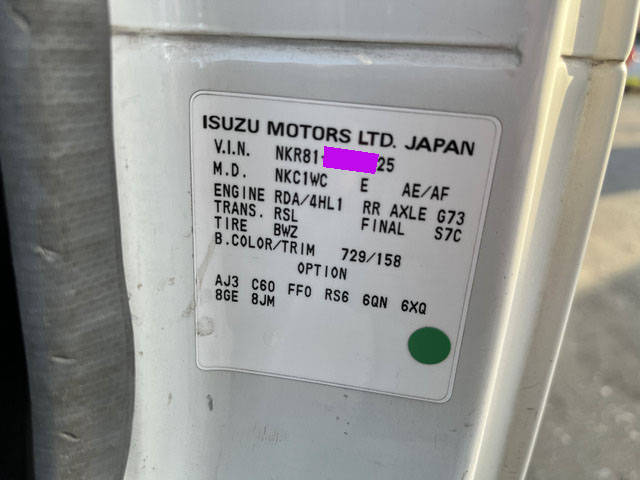 ISUZU MOTORS LTD. JAPAN
V.I.N. NKR81- 25
M.D. NKC1WC E AE/AF
ENGINE RDA/4HL1 RR AXLE G73
TRANS. RSL FINAL S7C
TIRE BWZ
B.COLOR/TRIM 729/158
OPTION
AJ3 C60 FFO RS6 6QN 6XQ
8GE 8JM